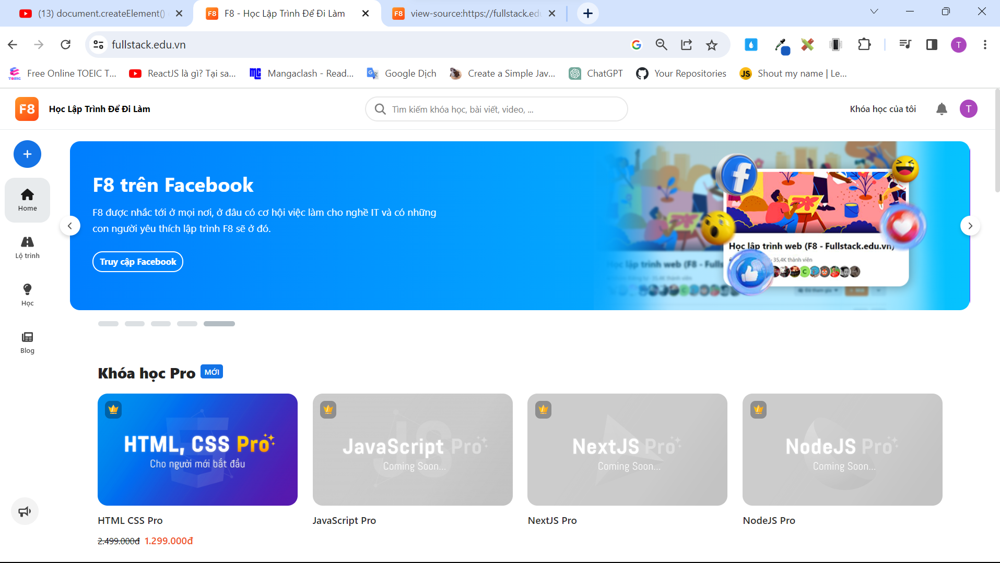 (13) document.createElement()
F8 - Học Lập Trình Để Đi Làm
view-source:https://fullstack.edu
fullstack.edu.vn
T
Free Online TOEIC T...
ReactJS là gì? Tại sa...
Mangaclash - Read...
Google Dịch
Create a Simple Jav...
ChatGPT
Your Repositories
JS
Shout my name | Le...
F8
Học Lập Trình Để Đi Làm
Tìm kiếm khóa học, bài viết, video, ...
Khóa học của tôi
T
Home
Lộ trình
Học
Blog
F8 trên Facebook
F8 được nhắc tới ở mọi nơi, ở đâu có cơ hội việc làm cho nghề IT và có những
con người yêu thích lập trình F8 sẽ ở đó.
Truy cập Facebook
Học lập trình web (F8 - Fullstack.edu.vn)
35,4K thành viên
Khóa học Pro
MỚI
HTML, CSS Pro
Cho người mới bắt đầu
JavaScript Pro
Coming Soon...
NextJS Pro
Coming Soon...
NodeJS Pro
Coming Soon...
HTML CSS Pro
JavaScript Pro
NextJS Pro
NodeJS Pro
2.499.000đ 1.299.000đ